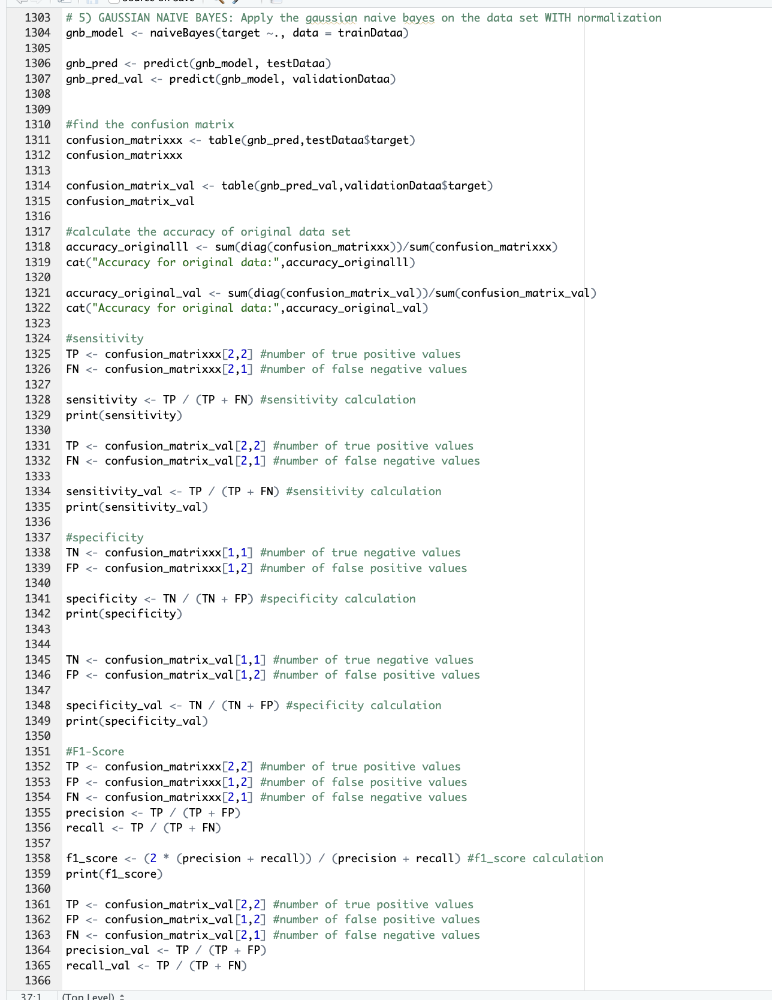 Source on Save
1303 # 5) GAUSSIAN NAIVE BAYES: Apply the gaussian naive bayes on the data set WITH normalization
1304 gnb_model <- naiveBayes(target ~., data = trainDataa)
1305
1306 gnb_pred <- predict(gnb_model, testDataa)
1307 gnb_pred_val <- predict(gnb_model, validationDataa)
1308
1309
1310 #find the confusion matrix
1311 confusion_matrixxx <- table(gnb_pred,testDataa$target)
1312 confusion_matrixxx
1313
1314 confusion_matrix_val <- table(gnb_pred_val,validationDataa$target)
1315 confusion_matrix_val
1316
1317 #calculate the accuracy of original data set
1318 accuracy_originalll <- sum(diag(confusion_matrixxx))/sum(confusion_matrixxx)
1319 cat("Accuracy for original data:",accuracy_originalll)
1320
1321 accuracy_original_val <- sum(diag(confusion_matrix_val))/sum(confusion_matrix_val)
1322 cat("Accuracy for original data:",accuracy_original_val)
1323
1324 #sensitivity
1325 TP <- confusion_matrixxx[2,2] #number of true positive values
1326 FN <- confusion_matrixxx[2,1] #number of false negative values
1327
1328 sensitivity <- TP / (TP + FN) #sensitivity calculation
1329 print(sensitivity)
1330
1331 TP <- confusion_matrix_val[2,2] #number of true positive values
1332 FN <- confusion_matrix_val[2,1] #number of false negative values
1333
1334 sensitivity_val <- TP / (TP + FN) #sensitivity calculation
1335 print(sensitivity_val)
1336
1337 #specificity
1338 TN <- confusion_matrixxx[1,1] #number of true negative values
1339 FP <- confusion_matrixxx[1,2] #number of false positive values
1340
1341 specificity <- TN / (TN + FP) #specificity calculation
1342 print(specificity)
1343
1344
1345 TN <- confusion_matrix_val[1,1] #number of true negative values
1346 FP <- confusion_matrix_val[1,2] #number of false positive values
1347
1348 specificity_val <- TN / (TN + FP) #specificity calculation
1349 print(specificity_val)
1350
1351 #F1-Score
1352 TP <- confusion_matrixxx[2,2] #number of true positive values
1353 FP <- confusion_matrixxx[1,2] #number of false positive values
1354 FN <- confusion_matrixxx[2,1] #number of false negative values
1355 precision <- TP / (TP + FP)
1356 recall <- TP / (TP + FN)
1357
1358 f1_score <- (2 * (precision + recall)) / (precision + recall) #f1_score calculation
1359 print(f1_score)
1360
1361 TP <- confusion_matrix_val[2,2] #number of true positive values
1362 FP <- confusion_matrix_val[1,2] #number of false positive values
1363 FN <- confusion_matrix_val[2,1] #number of false negative values
1364 precision_val <- TP / (TP + FP)
1365 recall_val <- TP / (TP + FN)
1366
37:1 (Top Level)